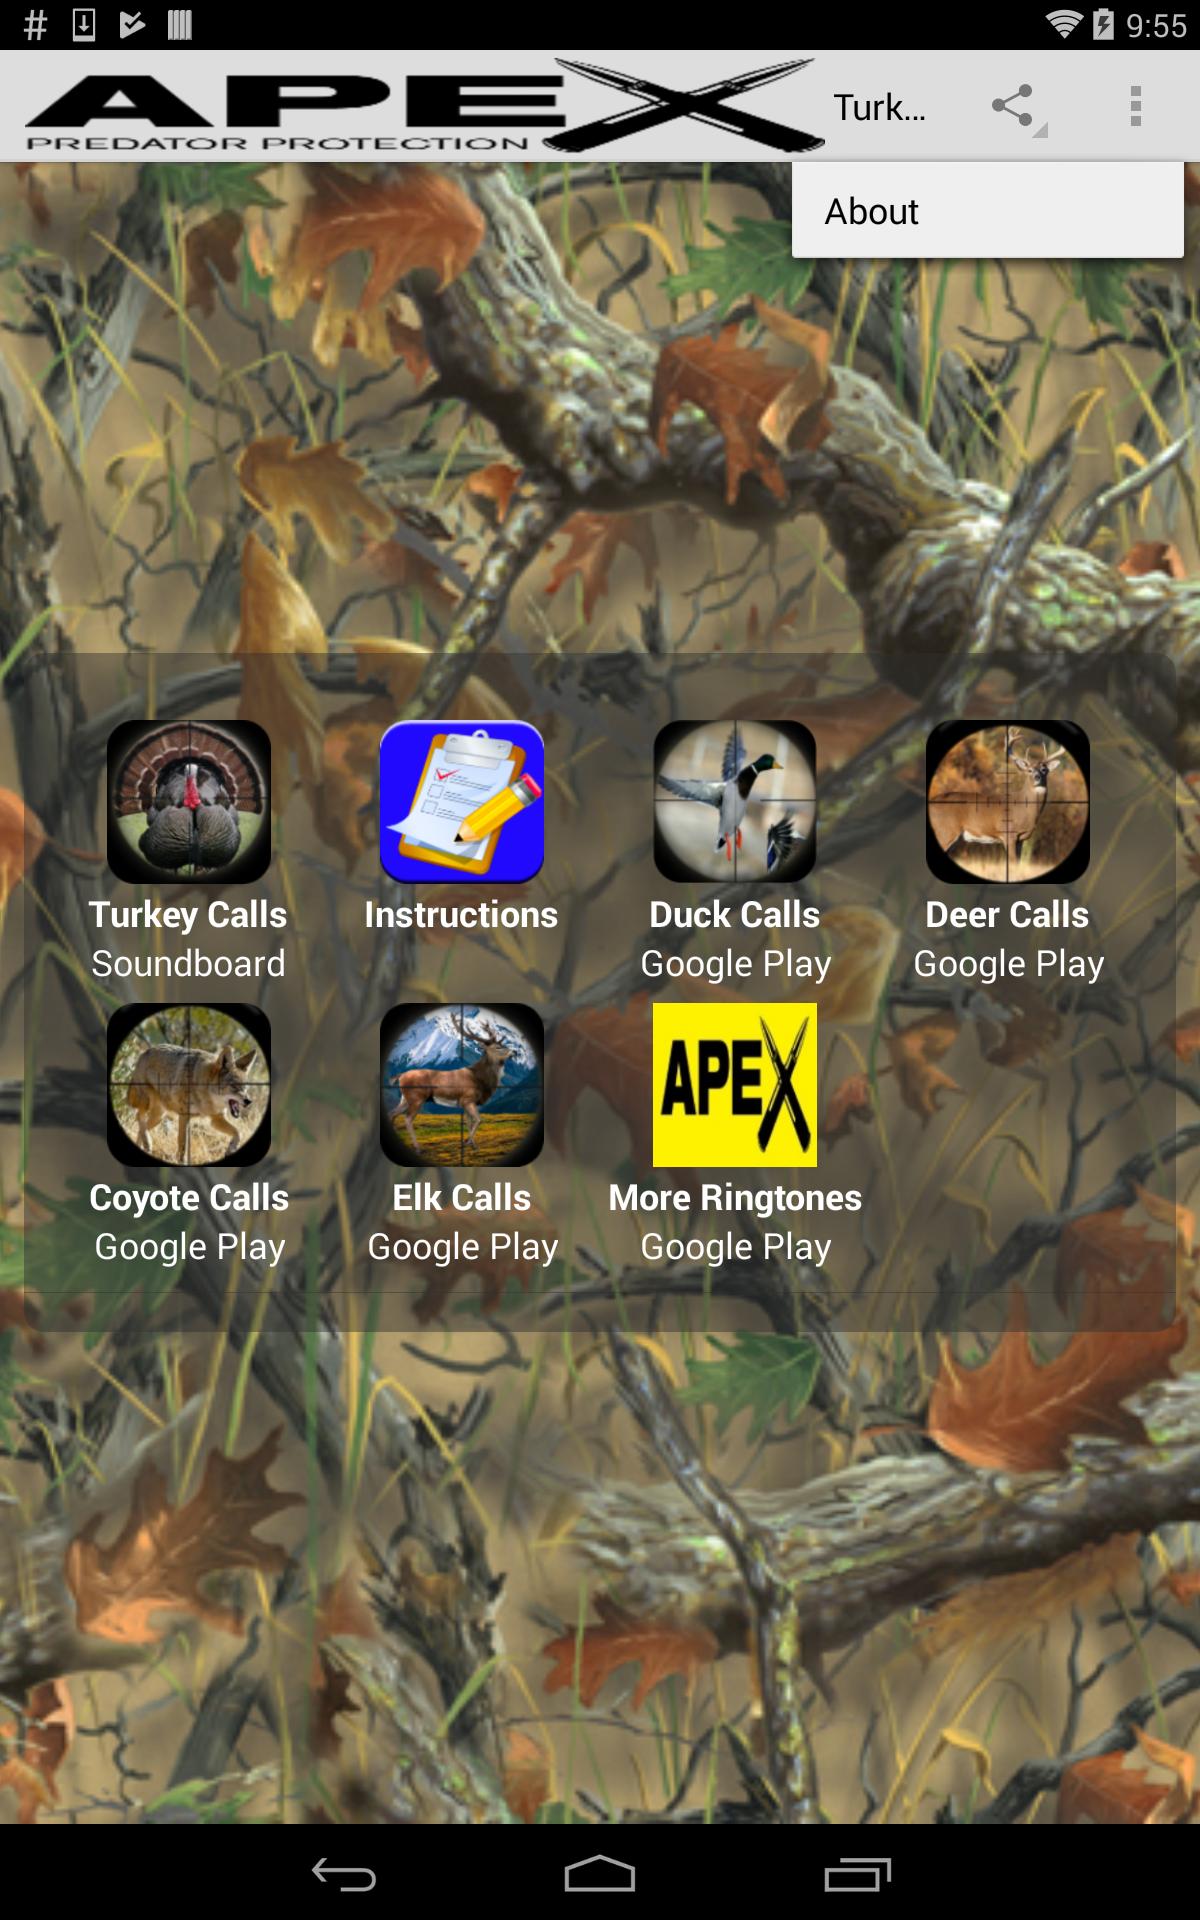 9:55
APEX
PREDATOR PROTECTION
Turk...
About
Turkey Calls
Soundboard
Instructions
Duck Calls
Google Play
Deer Calls
Google Play
Coyote Calls
Google Play
Elk Calls
Google Play
APEX
More Ringtones
Google Play